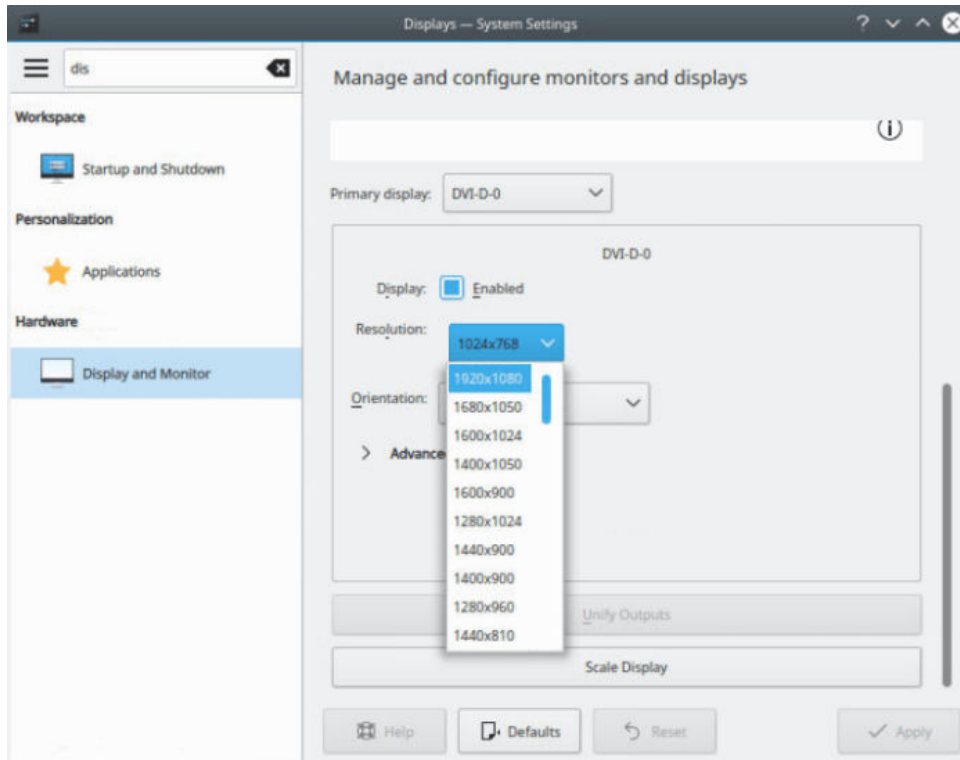 Displays — System Settings
dis
Workspace
Startup and Shutdown
Personalization
Applications
Hardware
Display and Monitor
Manage and configure monitors and displays
Primary display: DVI-D-0
DVI-D-0
Display: Enabled
Resolution: 1024x768
1920x1080
1680x1050
1600x1024
1400x1050
1600x900
1280x1024
1440x900
1400x900
1280x960
1440x810
Orientation:
Advance
Unify Outputs
Scale Display
Help Defaults Reset Apply